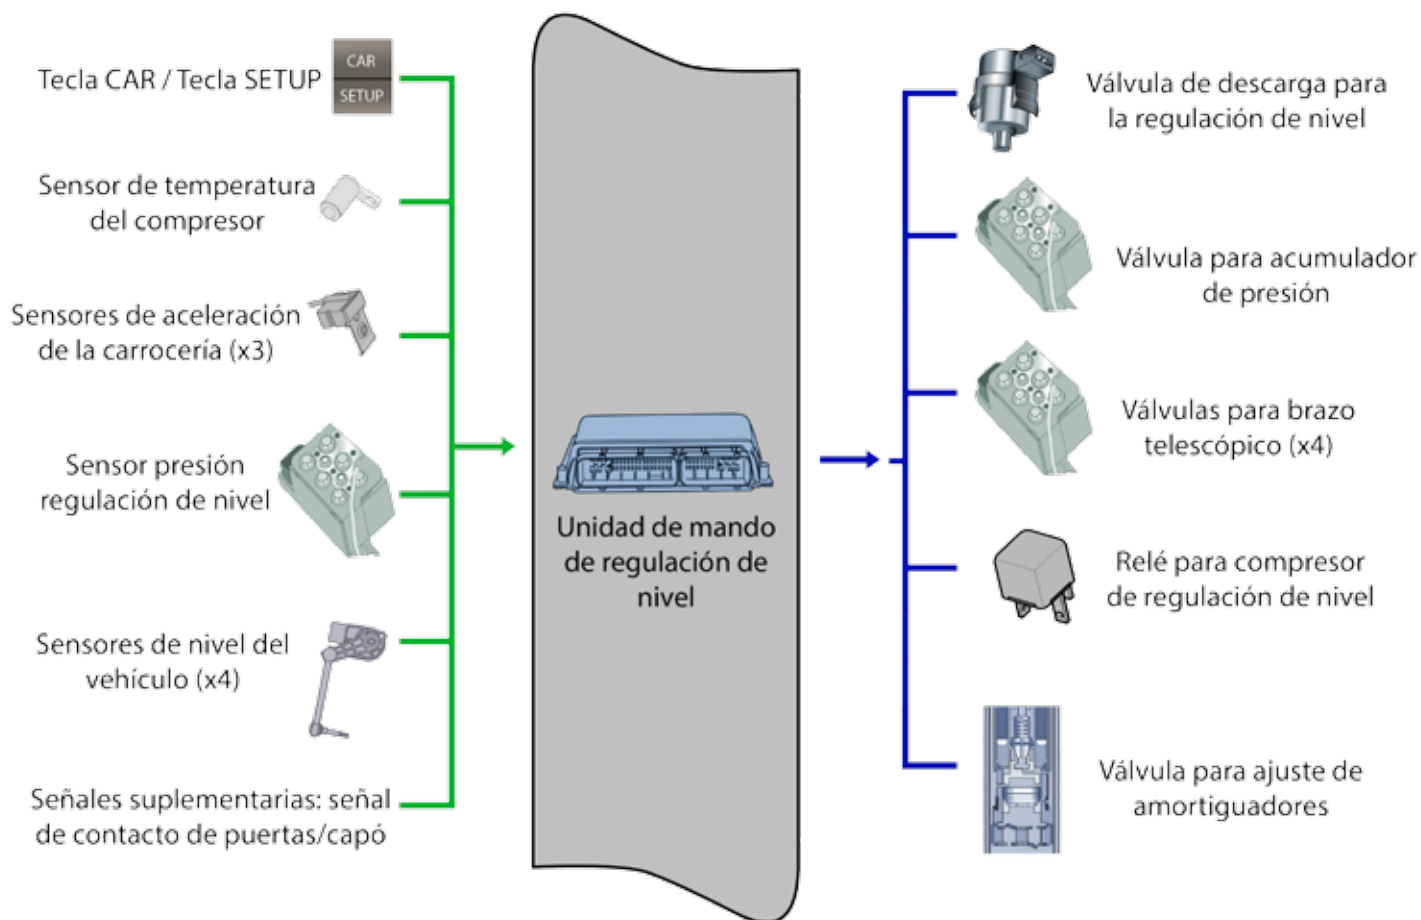 Tecla CAR / Tecla SETUP
CAR
SETUP
Sensor de temperatura
del compresor
Sensores de aceleración
de la carrocería (x3)
Sensor presión
regulación de nivel
Sensores de nivel del
vehículo (x4)
Señales suplementarias: señal
de contacto de puertas/capó
Unidad de mando
de regulación de
nivel
Válvula de descarga para
la regulación de nivel
Válvula para acumulador
de presión
Válvulas para brazo
telescópico (x4)
Relé para compresor
de regulación de nivel
Válvula para ajuste de
amortiguadores